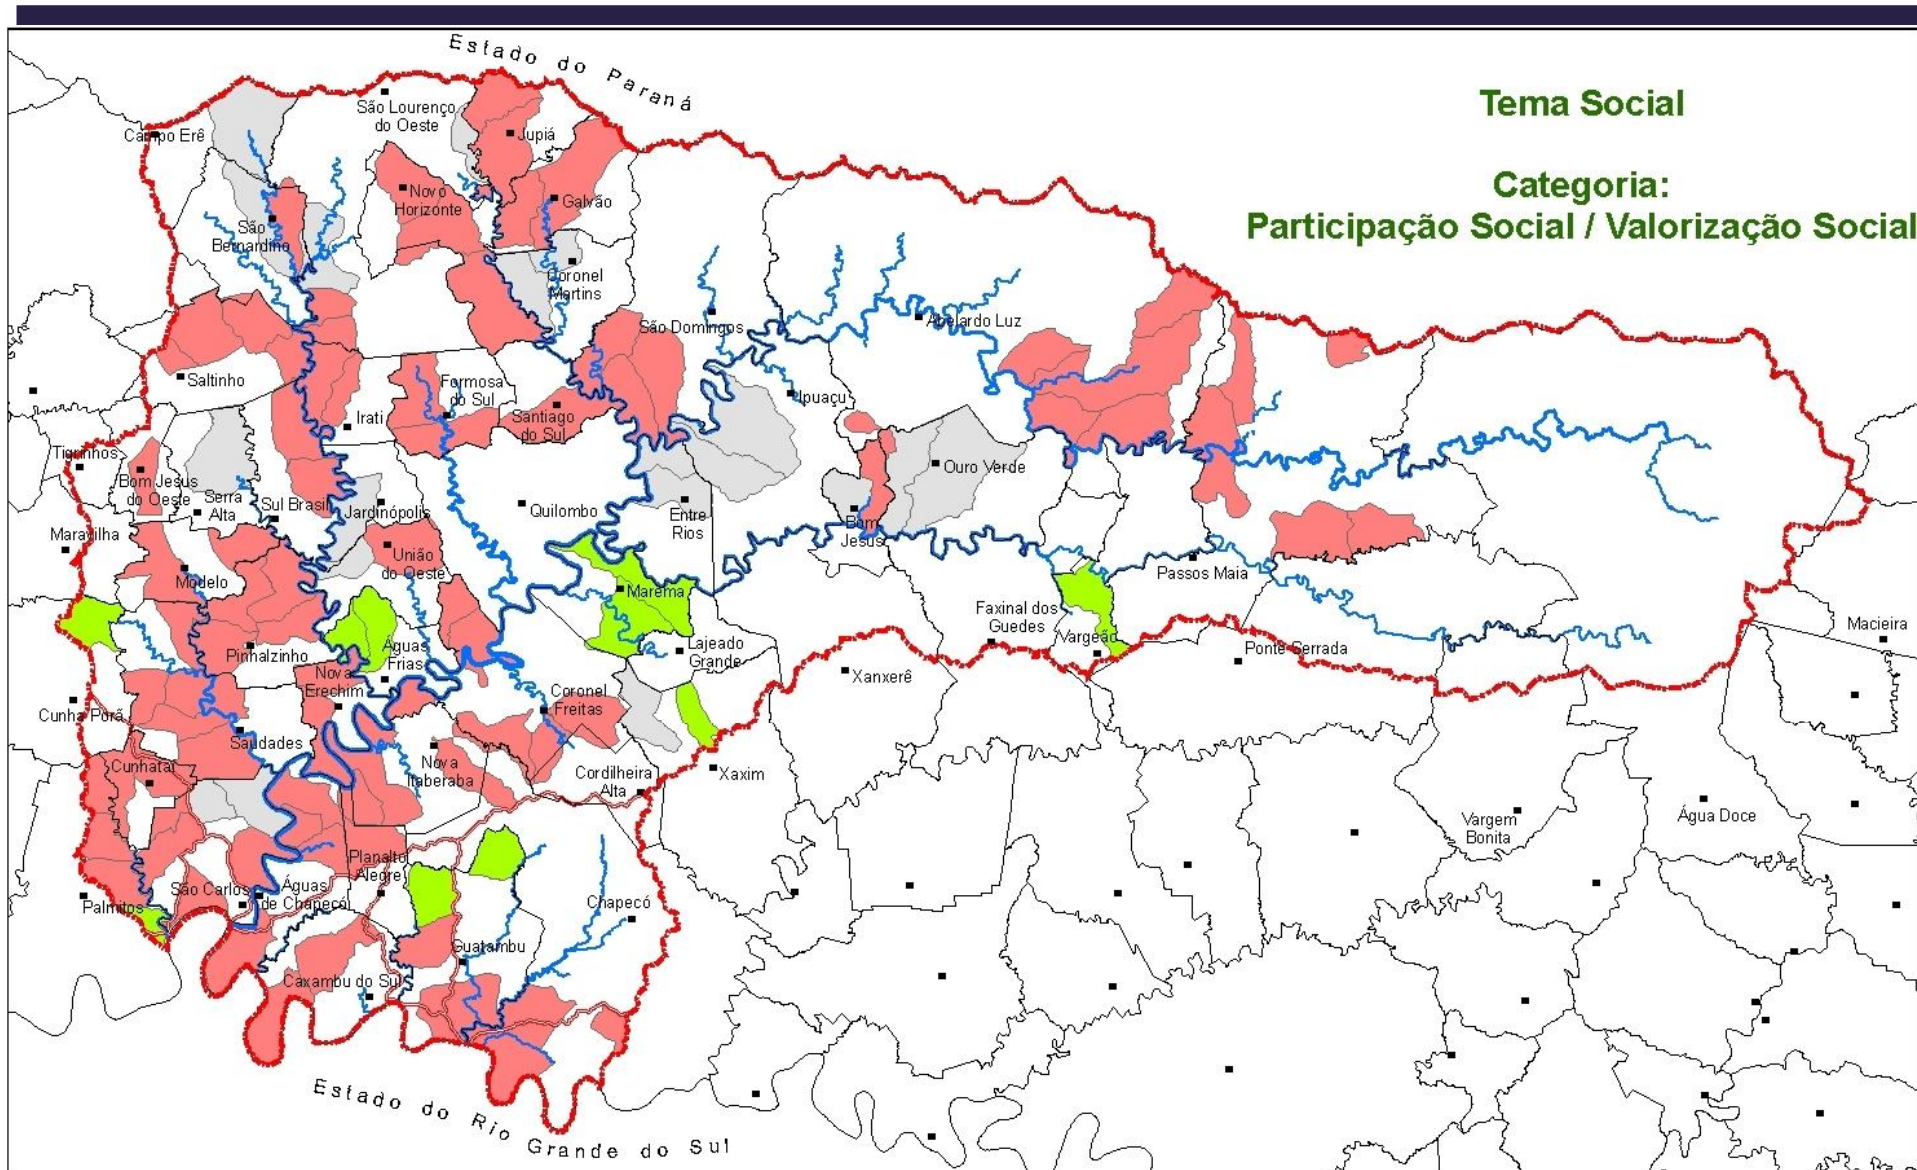 Estado do Paraná
Tema Social
Categoria:
Participação Social / Valorização Social
São Lourenço
do Oeste
Campo Erê
Jupiá
Novo
Horizonte
Galvão
São
Bernardino
Coronel
Martins
São Domingos
Abelardo Luz
Saltinho
Formosa
do Sul
Ipuaçu
Irati
Santiago
do Sul
Tigrinhos
Bom Jesus
do Oeste
Serra
Alta
Sul Brasil
Jardinópolis
Quilombo
Entre
Rios
Ouro Verde
Bom
Jesus
Maravilha
União
do Oeste
Modelo
Marema
Passos Maia
Faxinal dos
Guedes
Vargeão
Ponte Serrada
Macieira
Pinhalzinho
Águas
Frias
Lajeado
Grande
Nova
Erechim
Xanxerê
Cunha Porã
Coronel
Freitas
Saudades
Nova
Itaberaba
Cunhataí
Cordilheira
Alta
Xaxim
Vargem
Bonita
Água Doce
Planalto
Alegre
São Carlos
Águas
de Chapecó
Palmitos
Chapecó
Guatambu
Caxambu do Sul
Estado do Rio Grande do Sul